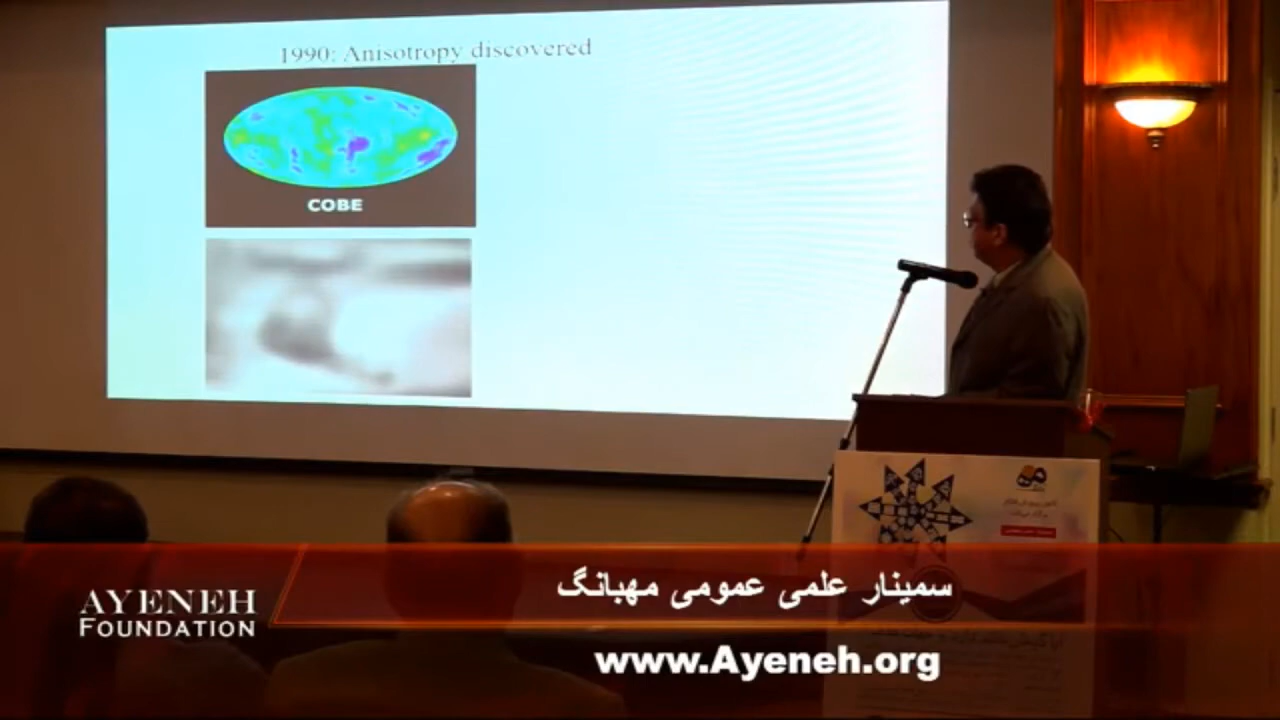 1990: Anisotropy discovered
COBE
سمینار علمی عمومی مهبانگ
AYENEH
FOUNDATION
www.Ayeneh.org